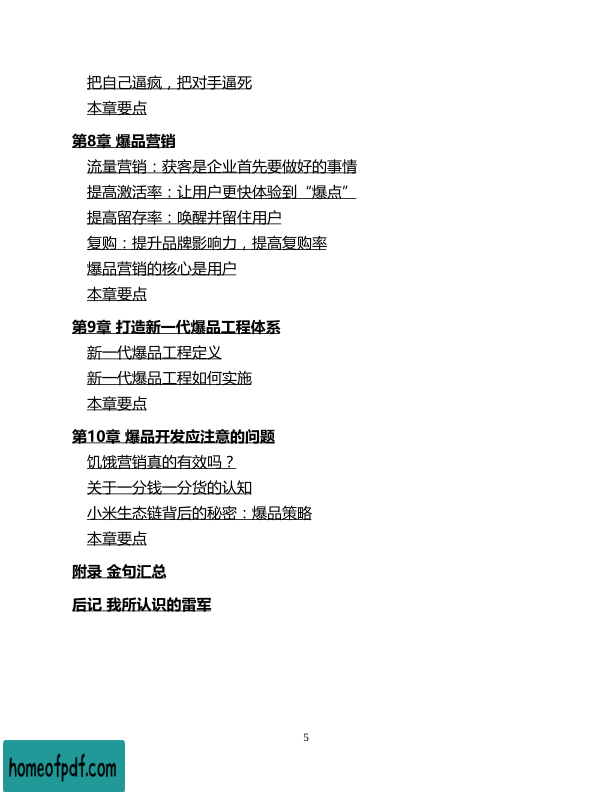 把自己逼疯，把对手逼死
本章要点
第8章 爆品营销
流量营销：获客是企业首先要做好的事情
提高激活率：让用户更快体验到“爆点”
提高留存率：唤醒并留住用户
复购：提升品牌影响力，提高复购率
爆品营销的核心是用户
本章要点
第9章 打造新一代爆品工程体系
新一代爆品工程定义
新一代爆品工程如何实施
本章要点
第10章 爆品开发应注意的问题
饥饿营销真的有效吗？
关于一分钱一分货的认知
小米生态链背后的秘密：爆品策略
本章要点
附录 金句汇总
后记 我所认识的雷军
5
homeofpdf.com